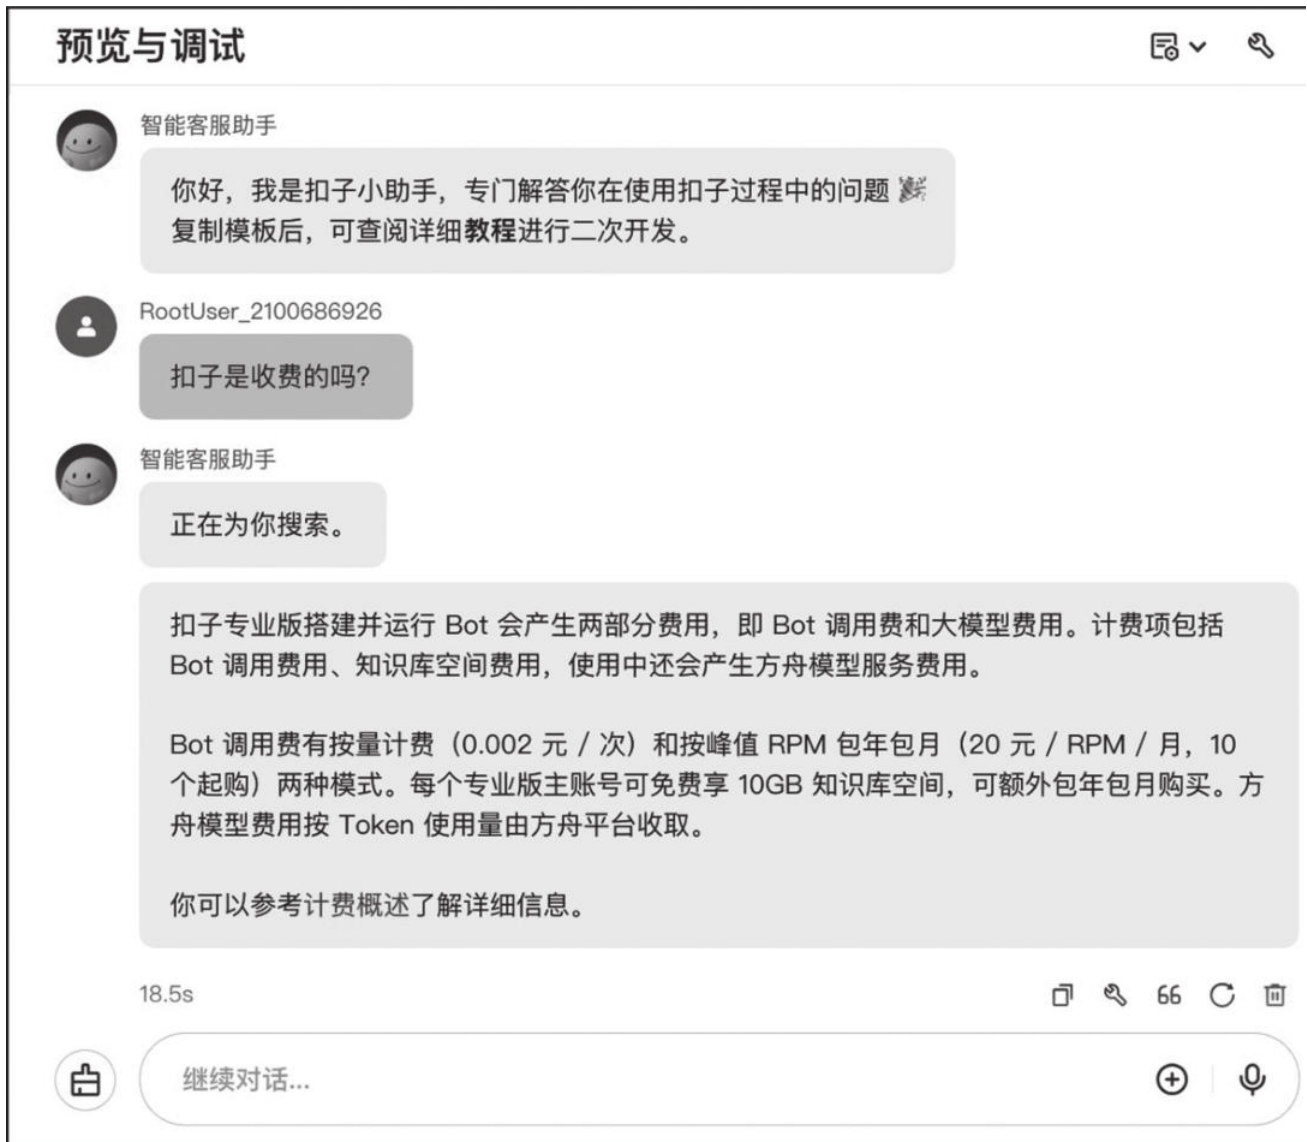 预览与调试
智能客服助手
你好，我是扣子小助手，专门解答你在使用扣子过程中的问题🎉
复制模板后，可查阅详细教程进行二次开发。
RootUser_2100686926
扣子是收费的吗？
智能客服助手
正在为你搜索。
扣子专业版搭建并运行 Bot 会产生两部分费用，即 Bot 调用费和大模型费用。计费项包括
Bot 调用费用、知识库空间费用，使用中还会产生方舟模型服务费用。
Bot 调用费有按量计费（0.002 元 / 次）和按峰值 RPM 包年包月（20 元 / RPM / 月，10
个起购）两种模式。每个专业版主账号可免费享 10GB 知识库空间，可额外包年包月购买。方
舟模型费用按 Token 使用量由方舟平台收取。
你可以参考计费概述了解详细信息。
18.5s
继续对话...